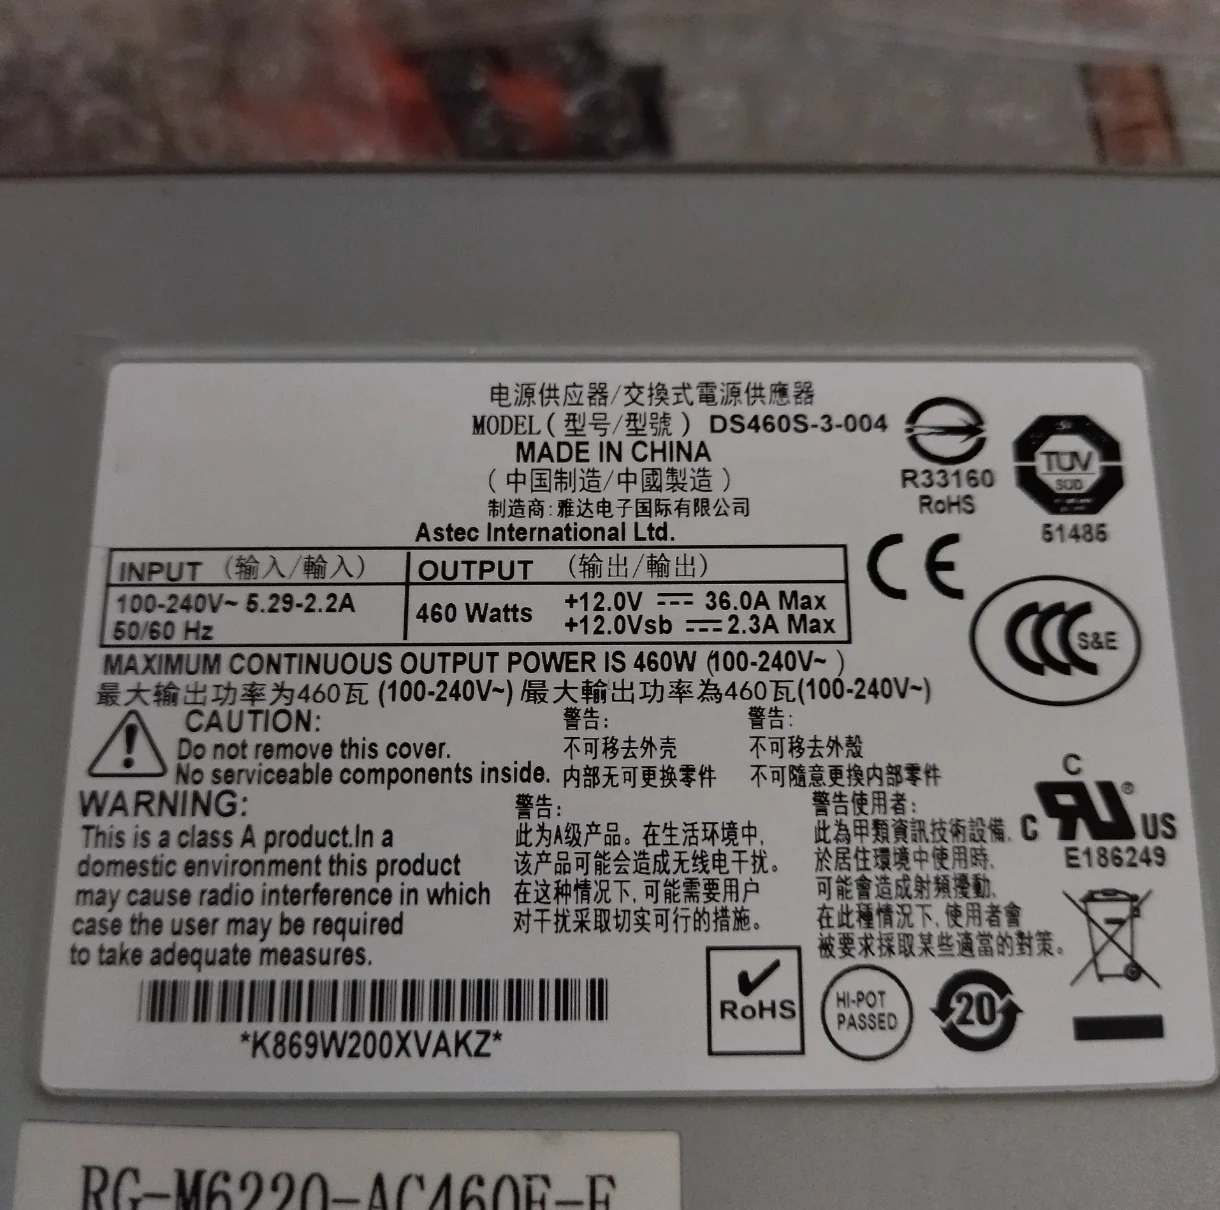 电源供应器/交換式電源供應器
MODEL(型号/型號) DS460S-3-004
MADE IN CHINA
(中国制造/中國製造)
制造商:雅达电子国际有限公司
Astec International Ltd.
R33160
RoHS
TÜV
SÜD
51485
INPUT (输入/輸入)
100-240V~ 5.29-2.2A
50/60 Hz
OUTPUT (输出/輸出)
460 Watts
+12.0V ⎓ 36.0A Max
+12.0Vsb ⎓ 2.3A Max
CE
CCC S&E
MAXIMUM CONTINUOUS OUTPUT POWER IS 460W (100-240V~)
最大输出功率为460瓦 (100-240V~) /最大輸出功率為460瓦(100-240V~)
CAUTION:
Do not remove this cover.
No serviceable components inside.
警告:
不可移去外壳
内部无可更换零件
警告:
不可移去外殼
不可隨意更換内部零件
WARNING:
This is a class A product.In a
domestic environment this product
may cause radio interference in which
case the user may be required
to take adequate measures.
警告:
此为A级产品。在生活环境中,
该产品可能会造成无线电干扰。
在这种情况下,可能需要用户
对干扰采取切实可行的措施。
警告使用者:
此為甲類資訊技術設備,
於居住環境中使用時,
可能會造成射頻擾動,
在此種情況下,使用者會
被要求採取某些適當的對策。
C
C RU® US
E186249
*K869W200XVAKZ*
RoHS
HI-POT
PASSED
20
RG-M6220-AC460E-F